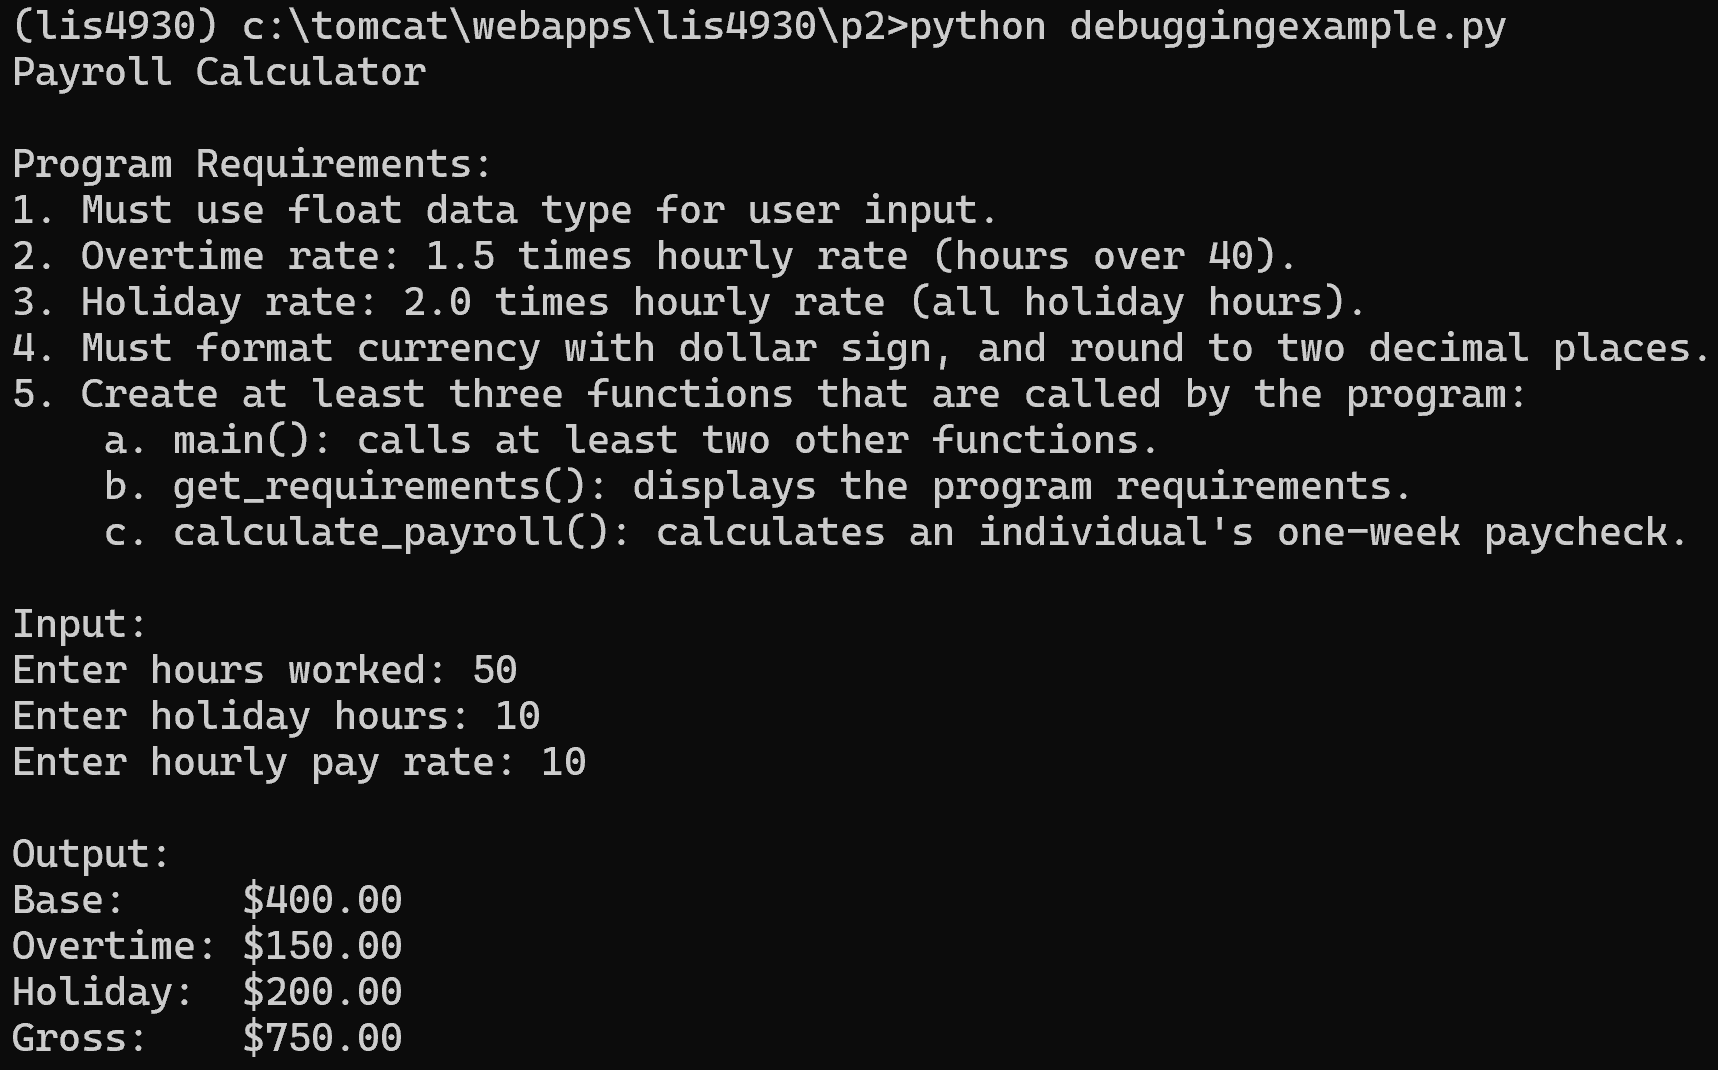 (lis4930) c:\tomcat\webapps\lis4930\p2>python debuggingexample.py
Payroll Calculator

Program Requirements:
1. Must use float data type for user input.
2. Overtime rate: 1.5 times hourly rate (hours over 40).
3. Holiday rate: 2.0 times hourly rate (all holiday hours).
4. Must format currency with dollar sign, and round to two decimal places.
5. Create at least three functions that are called by the program:
    a. main(): calls at least two other functions.
    b. get_requirements(): displays the program requirements.
    c. calculate_payroll(): calculates an individual's one-week paycheck.

Input:
Enter hours worked: 50
Enter holiday hours: 10
Enter hourly pay rate: 10

Output:
Base:     $400.00
Overtime: $150.00
Holiday:  $200.00
Gross:    $750.00